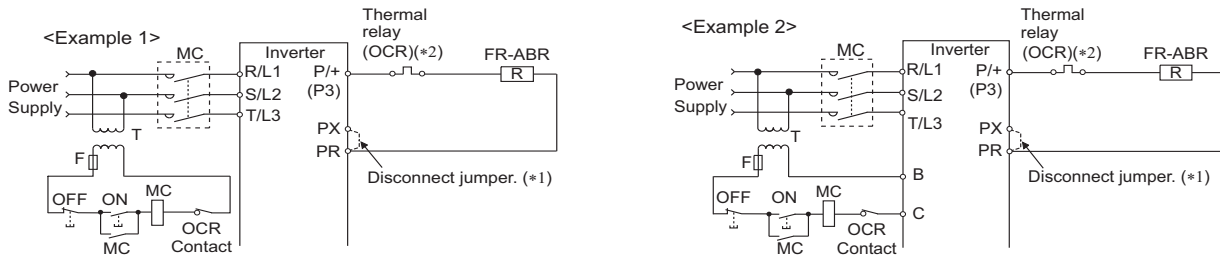 <Example 1>
MC
Power
Supply
T
F
OFF
ON
MC
MC
OCR
Contact
Inverter
R/L1
S/L2
T/L3
P/+
(P3)
PX
PR
Thermal
relay
(OCR)(*2)
FR-ABR
R
Disconnect jumper. (*1)
<Example 2>
MC
Power
Supply
T
F
OFF
ON
MC
MC
OCR
Contact
Inverter
R/L1
S/L2
T/L3
B
C
P/+
(P3)
PX
PR
Thermal
relay
(OCR)(*2)
FR-ABR
R
Disconnect jumper. (*1)